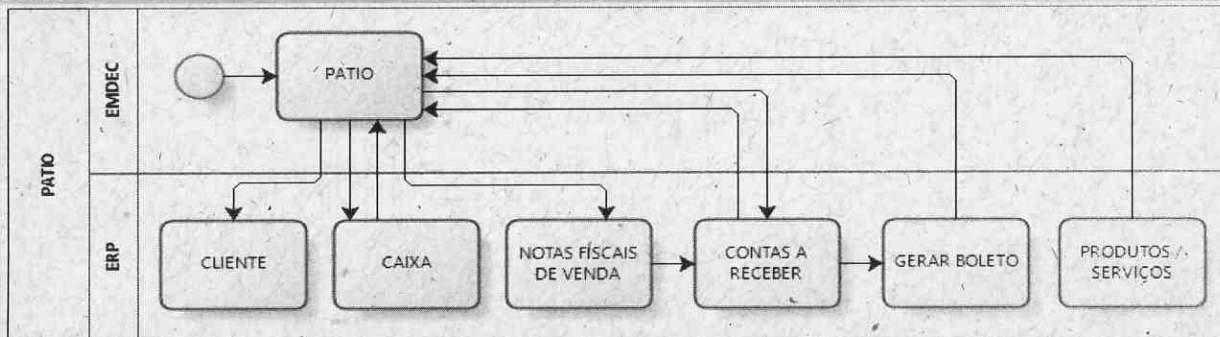 PATIO
EMDEC
ERP
PATIO
CLIENTE
CAIXA
NOTAS FÍSCAIS
DE VENDA
CONTAS A
RECEBER
GERAR BOLETO
PRODUTOS /
SERVIÇOS